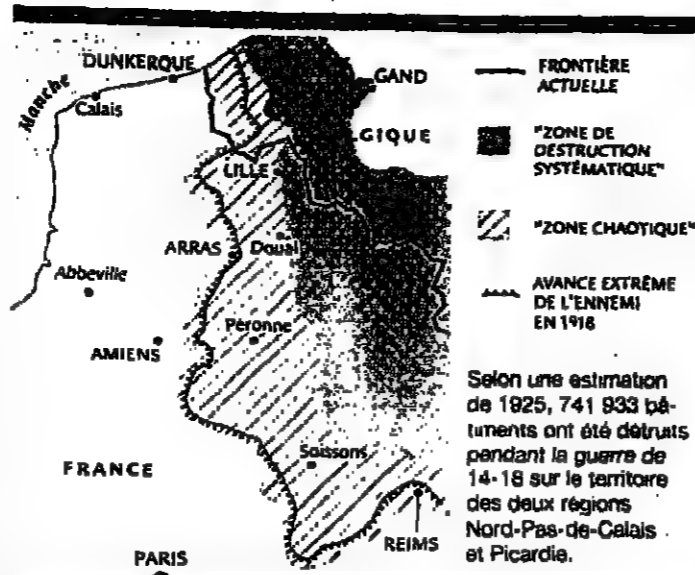 DUNKERQUE
Manche
Calais
GAND
GIQUE
LILLE
ARRAS
Douai
Abbeville
Péronne
AMIENS
Soissons
FRANCE
REIMS
PARIS
FRONTIÈRE
ACTUELLE
"ZONE DE
DESTRUCTION
SYSTÉMATIQUE"
"ZONE CHAOTIQUE"
AVANCE EXTRÊME
DE L'ENNEMI
EN 1918
Selon une estimation
de 1925, 741 933 bâ-
timents ont été détruits
pendant la guerre de
14-18 sur le territoire
des deux régions
Nord-Pas-de-Calais
et Picardie.